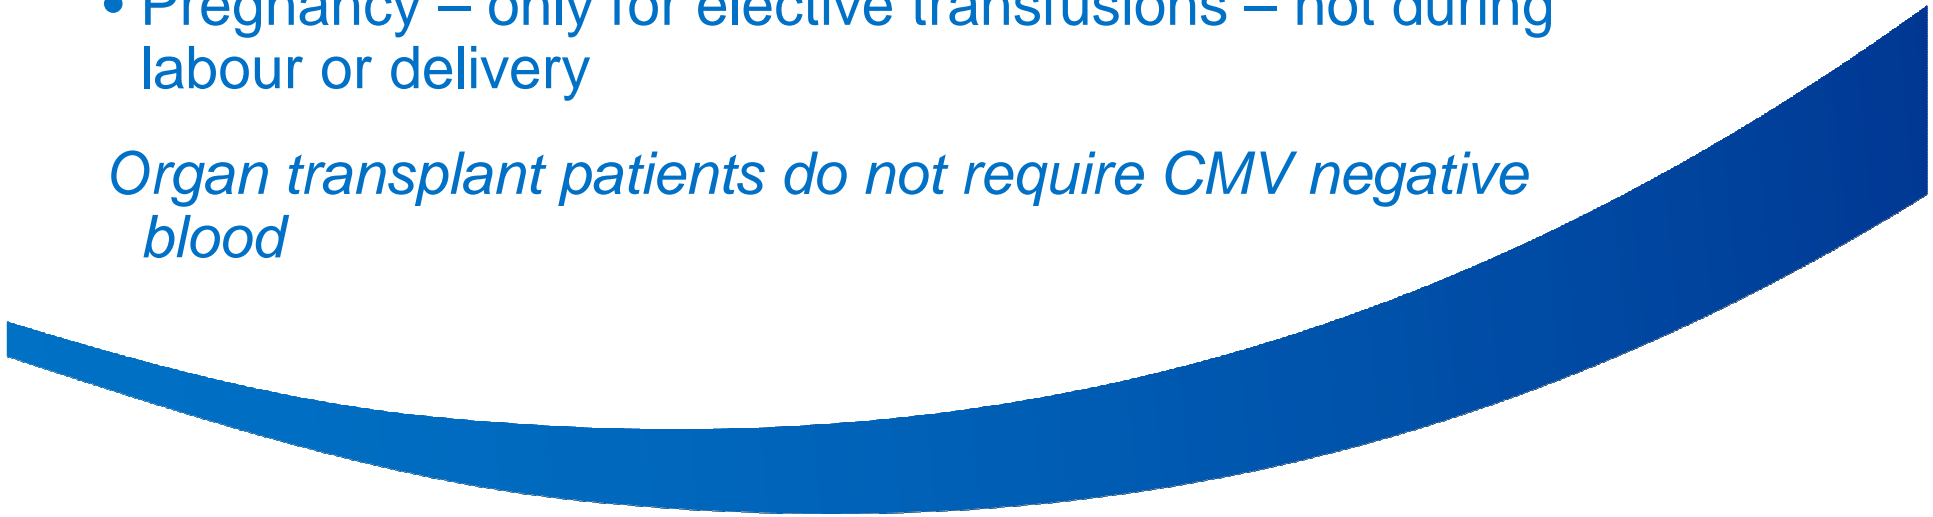 • Pregnancy – only for elective transfusions – not during
labour or delivery
Organ transplant patients do not require CMV negative
blood